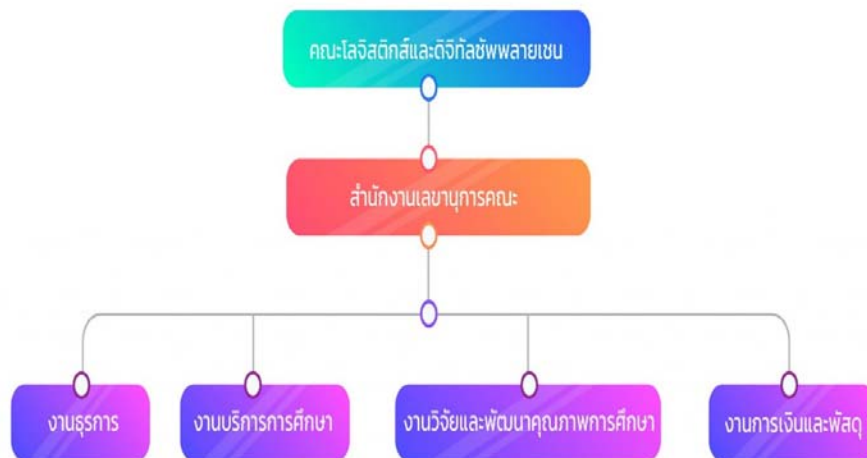 คณะโลจิสติกส์และดิจิทัลซัพพลายเชน
สำนักงานเลขานุการคณะ
งานธุรการ
งานบริการการศึกษา
งานวิจัยและพัฒนาคุณภาพการศึกษา
งานการเงินและพัสดุ